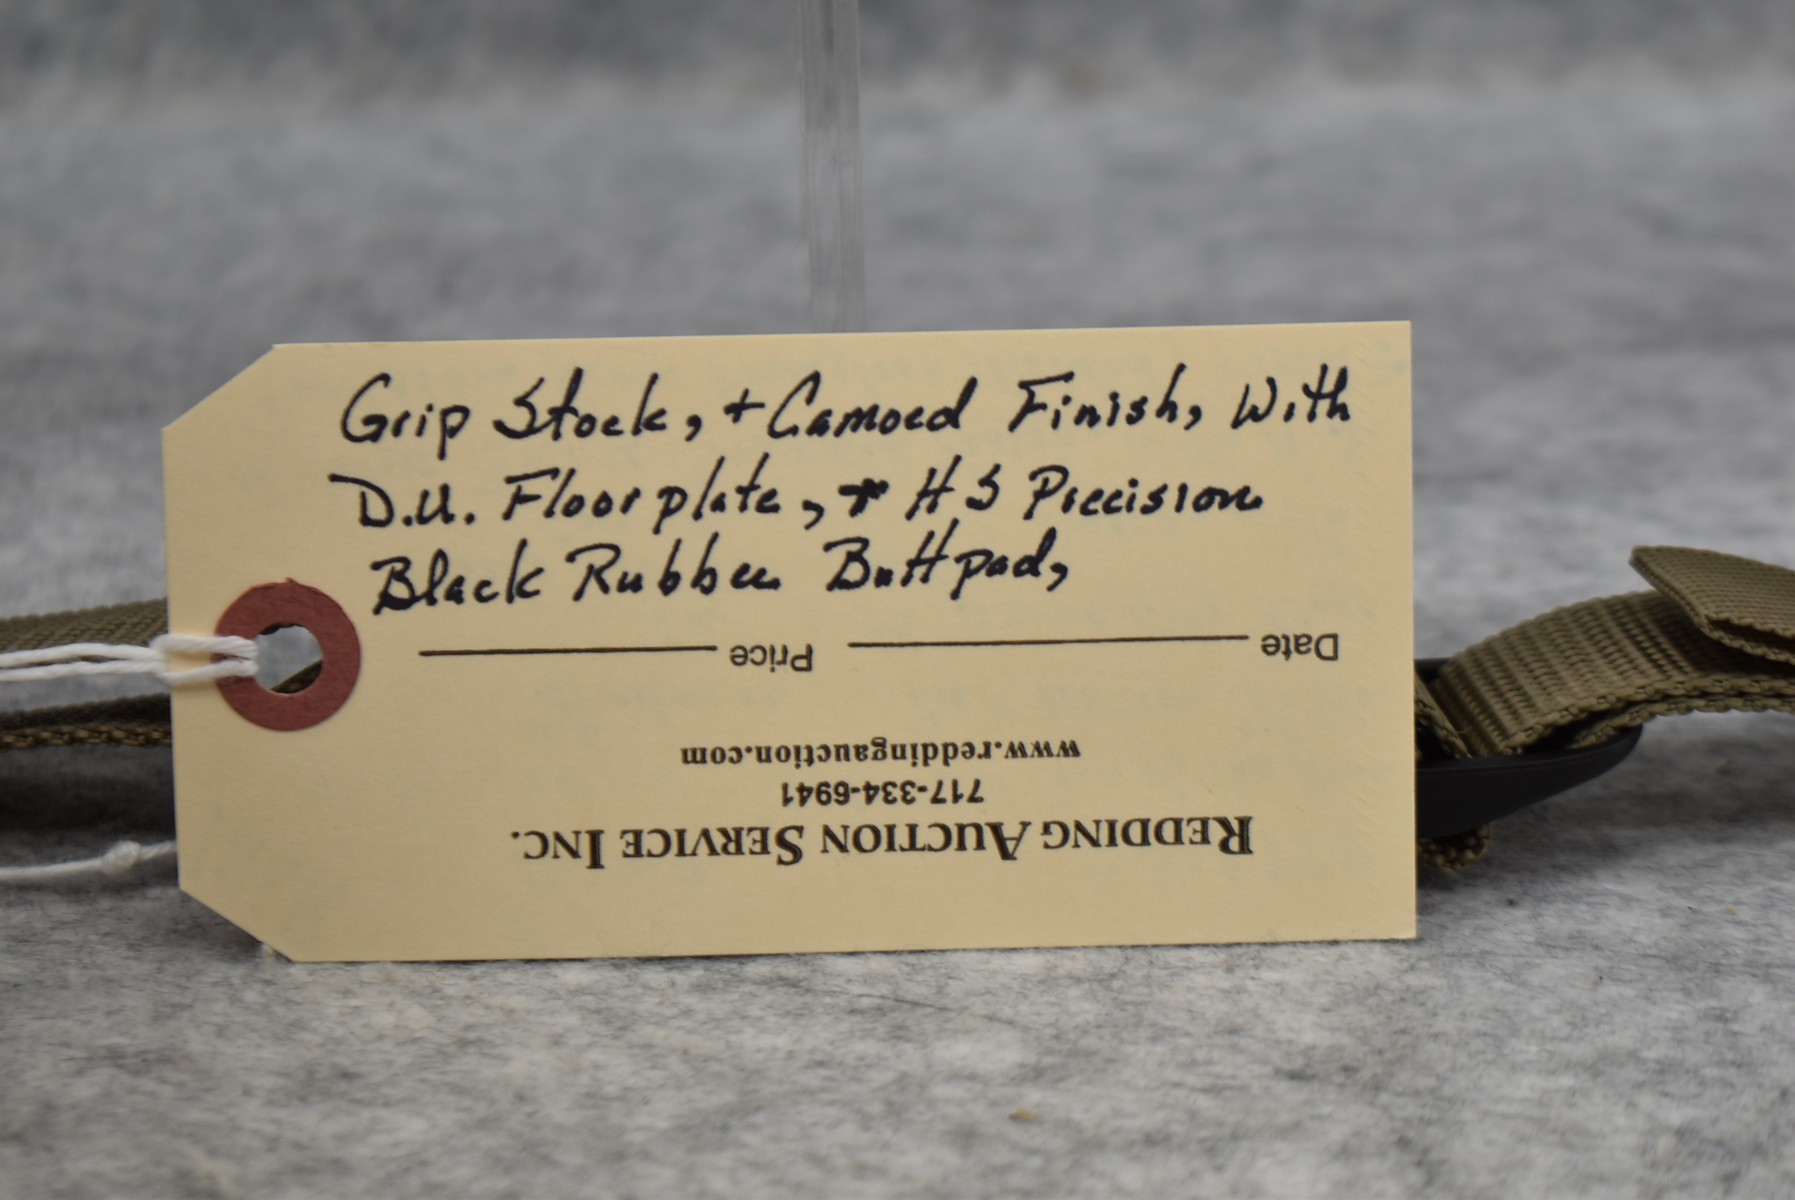 Grip Stock, + Camoed Finish, With
D.U. Floorplate, + HS Precision
Black Rubber Buttpad,
REDDING AUCTION SERVICE INC.
717-334-6941
www.reddingauction.com
Date Price